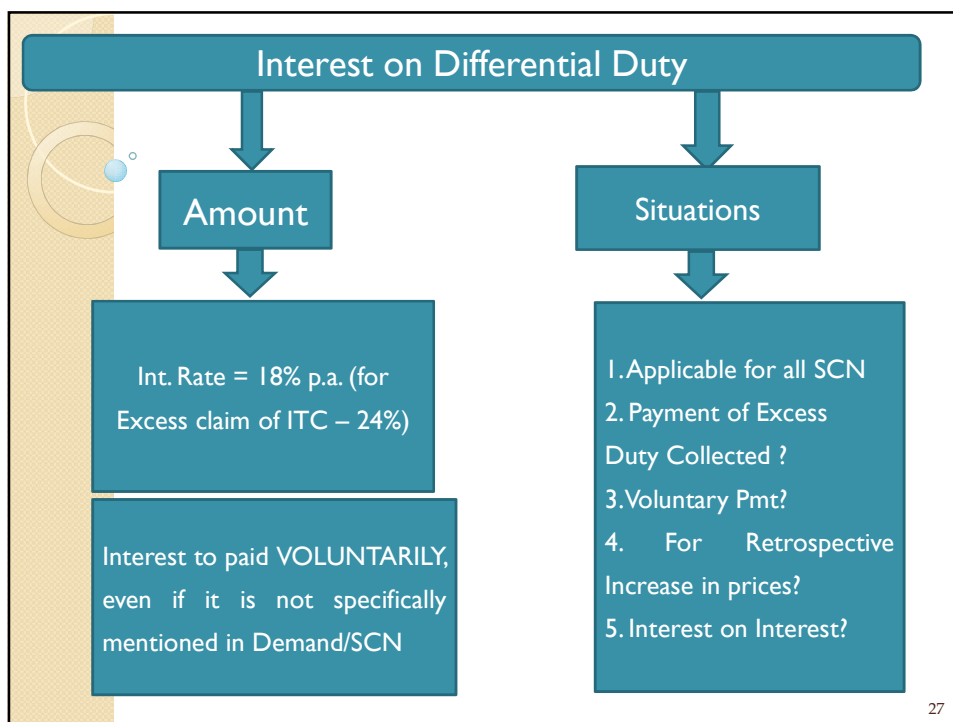 Interest on Differential Duty
Amount
Int. Rate = 18% p.a. (for
Excess claim of ITC – 24%)
Interest to paid VOLUNTARILY,
even if it is not specifically
mentioned in Demand/SCN
Situations
1. Applicable for all SCN
2. Payment of Excess
Duty Collected ?
3. Voluntary Pmt?
4. For Retrospective
Increase in prices?
5. Interest on Interest?
27